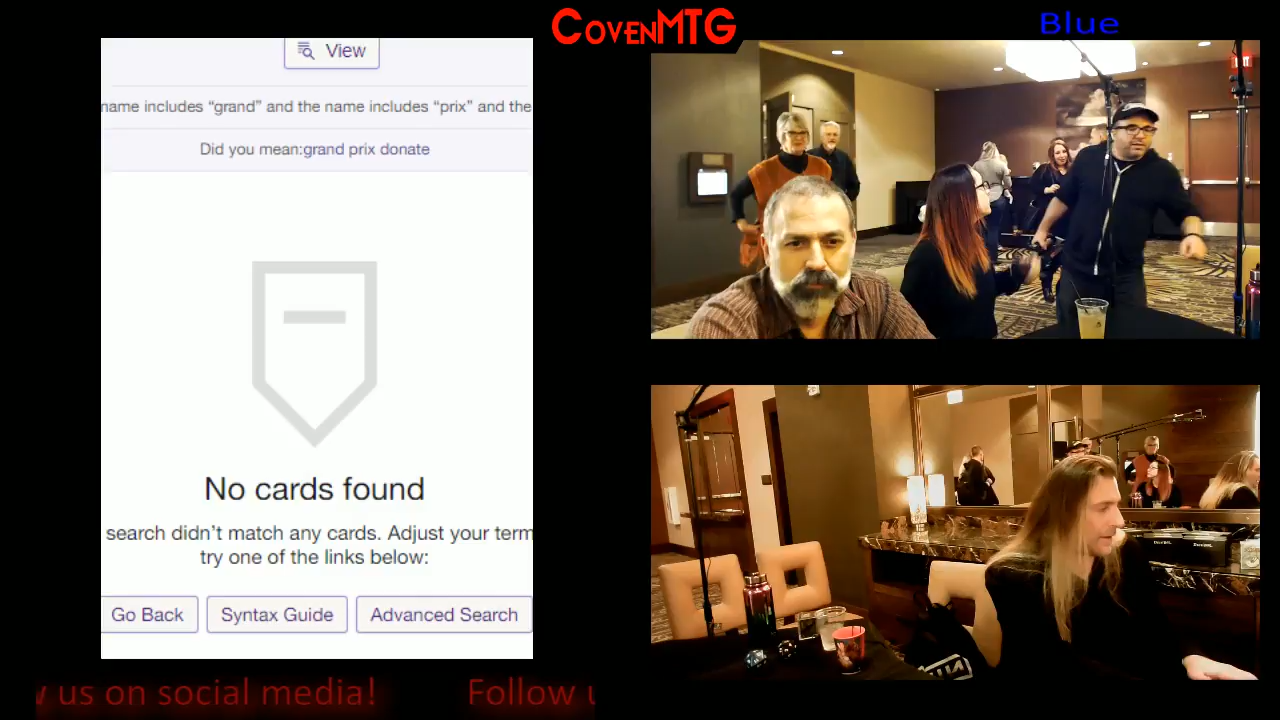 COVENMTG
Blue
View
name includes “grand” and the name includes “prix” and the
Did you mean:grand prix donate
No cards found
search didn’t match any cards. Adjust your term
try one of the links below:
Go Back
Syntax Guide
Advanced Search
us on social media!
Follow u